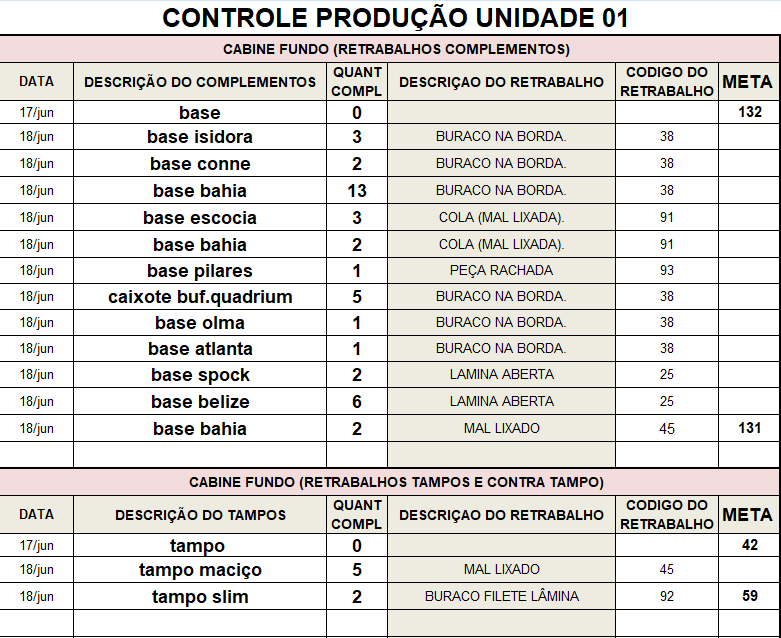 CONTROLE PRODUÇÃO UNIDADE 01
CABINE FUNDO (RETRABALHOS COMPLEMENTOS)
DATA DESCRIÇÃO DO COMPLEMENTOS QUANT COMPL DESCRIÇAO DO RETRABALHO CODIGO DO RETRABALHO META
17/jun base 0 132
18/jun base isidora 3 BURACO NA BORDA. 38
18/jun base conne 2 BURACO NA BORDA. 38
18/jun base bahia 13 BURACO NA BORDA. 38
18/jun base escocia 3 COLA (MAL LIXADA). 91
18/jun base bahia 2 COLA (MAL LIXADA). 91
18/jun base pilares 1 PEÇA RACHADA 93
18/jun caixote buf.quadrium 5 BURACO NA BORDA. 38
18/jun base olma 1 BURACO NA BORDA. 38
18/jun base atlanta 1 BURACO NA BORDA. 38
18/jun base spock 2 LAMINA ABERTA 25
18/jun base belize 6 LAMINA ABERTA 25
18/jun base bahia 2 MAL LIXADO 45 131
CABINE FUNDO (RETRABALHOS TAMPOS E CONTRA TAMPO)
DATA DESCRIÇÃO DO TAMPOS QUANT COMPL DESCRIÇAO DO RETRABALHO CODIGO DO RETRABALHO META
17/jun tampo 0 42
18/jun tampo maciço 5 MAL LIXADO 45
18/jun tampo slim 2 BURACO FILETE LÂMINA 92 59